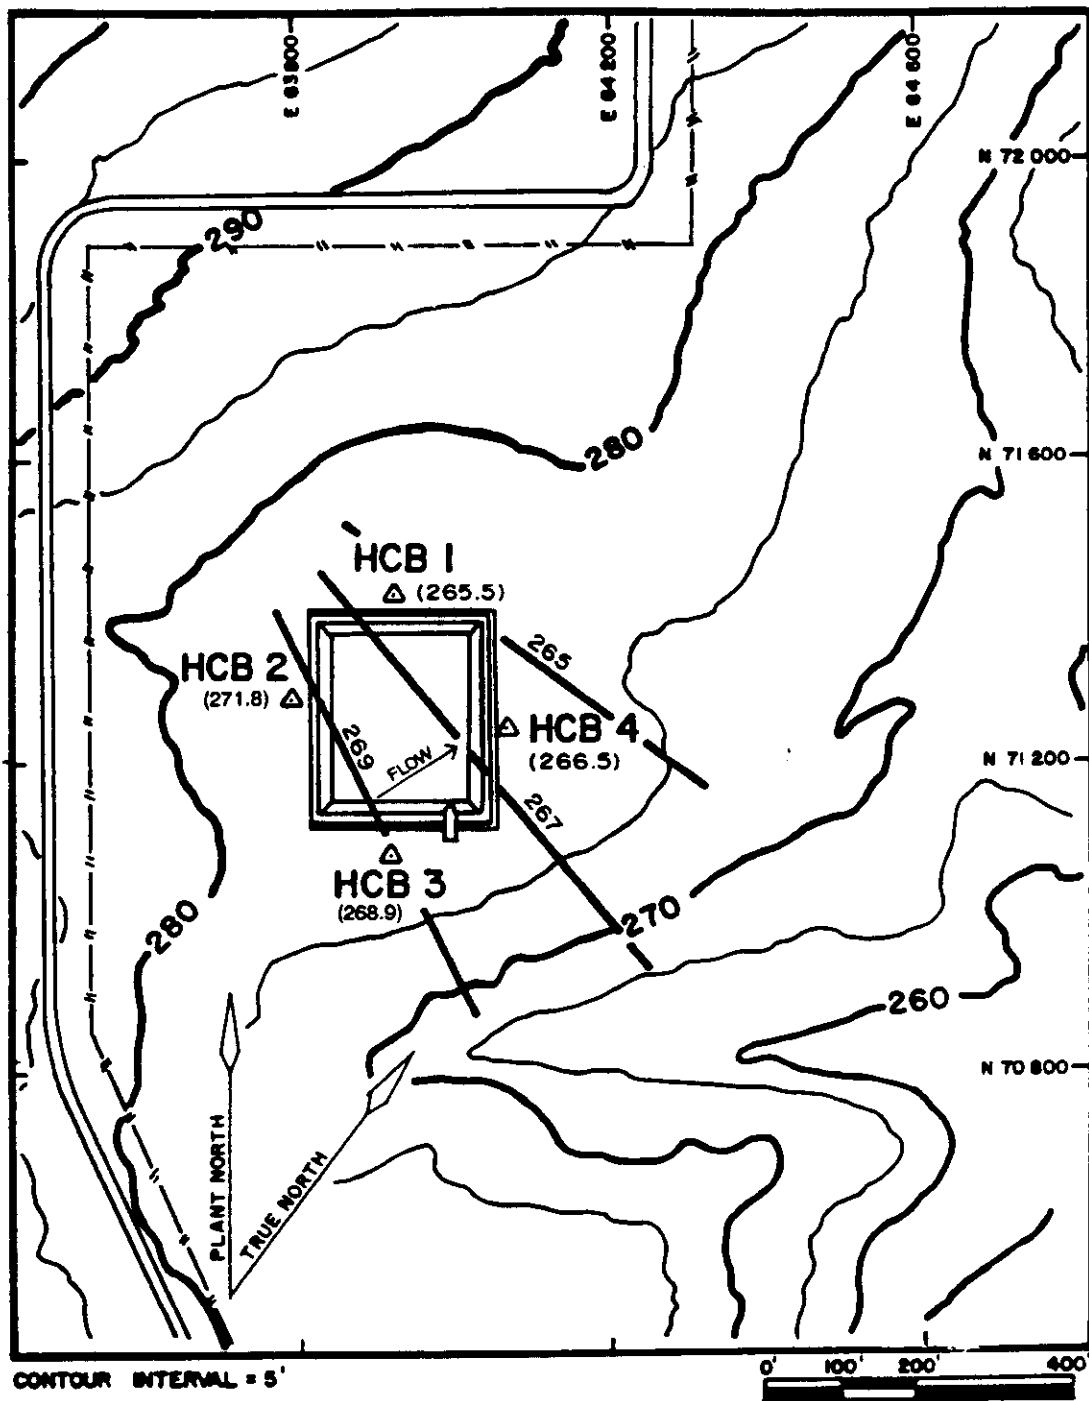 E 63800
E 64 200
E 64 600
N 72 000
290
280
N 71 600
HCB 1
(265.5)
265
HCB 2
(271.8)
HCB 4
(266.5)
269
FLOW
N 71 200
267
HCB 3
(268.9)
270
280
260
N 70 800
PLANT NORTH
TRUE NORTH
CONTOUR INTERVAL = 5'
0' 100' 200' 400'